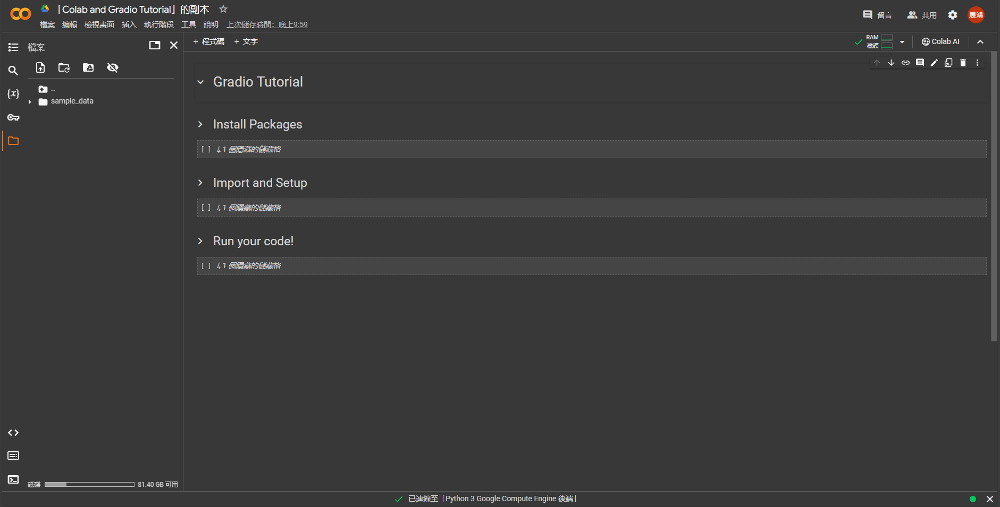 「Colab and Gradio Tutorial」的副本
檔案 編輯 檢視畫面 插入 執行階段 工具 說明 上次儲存時間：晚上9:59
留言 共用 展鴻
檔案
+ 程式碼 + 文字
RAM
磁碟
Colab AI
..
sample_data
Gradio Tutorial
Install Packages
[ ] ↳ 1 個隱藏的儲藏格
Import and Setup
[ ] ↳ 1 個隱藏的儲藏格
Run your code!
[ ] ↳ 1 個隱藏的儲藏格
{x}
磁碟 81.40 GB 可用
已連線至「Python 3 Google Compute Engine 後端」